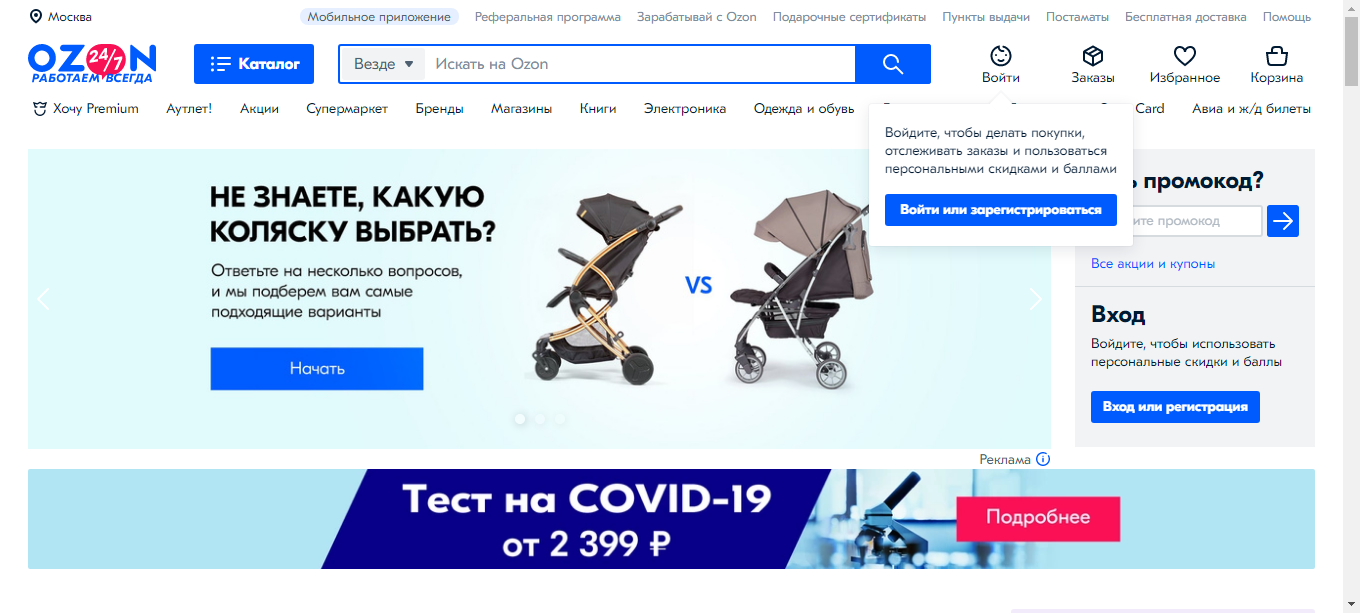 Москва
Мобильное приложение
Реферальная программа
Зарабатывай с Ozon
Подарочные сертификаты
Пункты выдачи
Постаматы
Бесплатная доставка
Помощь
OZON
24/7
РАБОТАЕМ ВСЕГДА
Каталог
Везде
Искать на Ozon
Войти
Заказы
Избранное
Корзина
Хочу Premium
Аутлет!
Акции
Супермаркет
Бренды
Магазины
Книги
Электроника
Одежда и обувь
Card
Авиа и ж/д билеты
Войдите, чтобы делать покупки,
отслеживать заказы и пользоваться
персональными скидками и баллами
Войти или зарегистрироваться
НЕ ЗНАЕТЕ, КАКУЮ
КОЛЯСКУ ВЫБРАТЬ?
Ответьте на несколько вопросов,
и мы подберем вам самые
подходящие варианты
Начать
VS
промокод?
промокод
Все акции и купоны
Вход
Войдите, чтобы использовать
персональные скидки и баллы
Вход или регистрация
Реклама
Тест на COVID-19
от 2 399 ₽
Подробнее